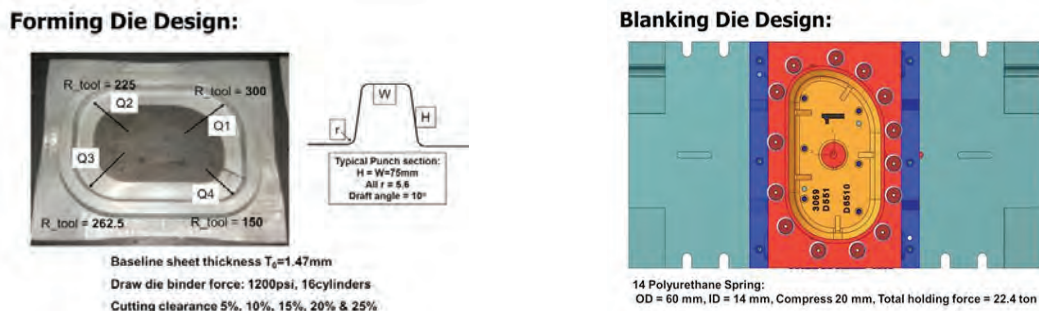 Forming Die Design:
R_tool = 225
R_tool = 300
Q2
Q1
Q3
Q4
R_tool = 262.5
R_tool = 150
W
H
r
Typical Punch section:
H = W=75mm
All r = 5.6
Draft angle = 10°
Baseline sheet thickness T₀=1.47mm
Draw die binder force: 1200psi, 16cylinders
Cutting clearance 5%, 10%, 15%, 20% & 25%
Blanking Die Design:
1
3069
D551
D6510
14 Polyurethane Spring:
OD = 60 mm, ID = 14 mm, Compress 20 mm, Total holding force = 22.4 ton